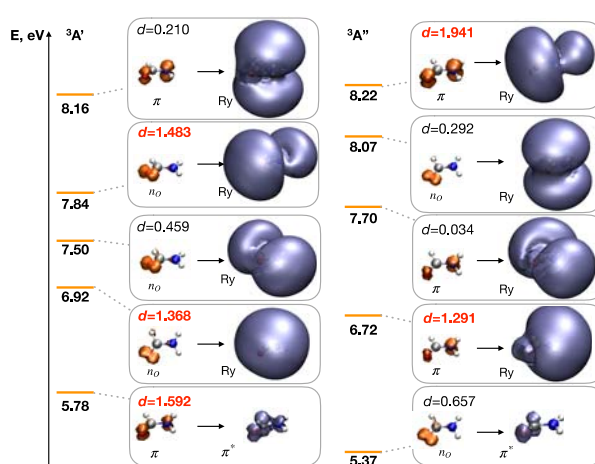 E, eV
³A′
d=0.210
π
Ry
8.16
d=1.483
n_O
Ry
7.84
d=0.459
n_O
Ry
7.50
d=1.368
n_O
Ry
6.92
d=1.592
π
π*
5.78
³A″
d=1.941
π
Ry
8.22
d=0.292
n_O
Ry
8.07
d=0.034
π
Ry
7.70
d=1.291
π
Ry
6.72
d=0.657
n_O
π*
5.37